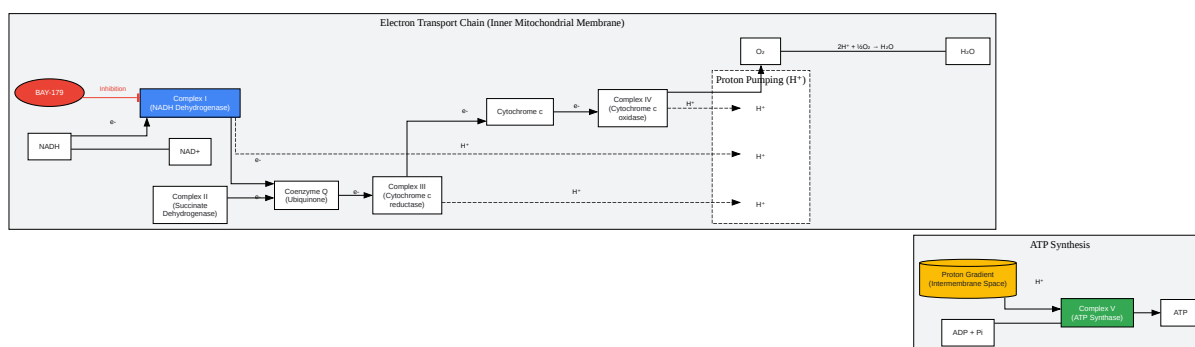 Electron Transport Chain (Inner Mitochondrial Membrane)
O₂
2H⁺ + ½O₂ → H₂O
H₂O
Proton Pumping (H⁺)
BAY-179
Inhibition
Complex I
(NADH Dehydrogenase)
Cytochrome c
e-
e-
Complex IV
(Cytochrome c
oxidase)
H⁺
H⁺
e-
NADH
NAD+
H⁺
e-
H⁺
Complex II
(Succinate
Dehydrogenase)
e-
Coenzyme Q
(Ubiquinone)
e-
Complex III
(Cytochrome c
reductase)
H⁺
H⁺
ATP Synthesis
Proton Gradient
(Intermembrane Space)
H⁺
Complex V
(ATP Synthase)
ATP
ADP + Pi